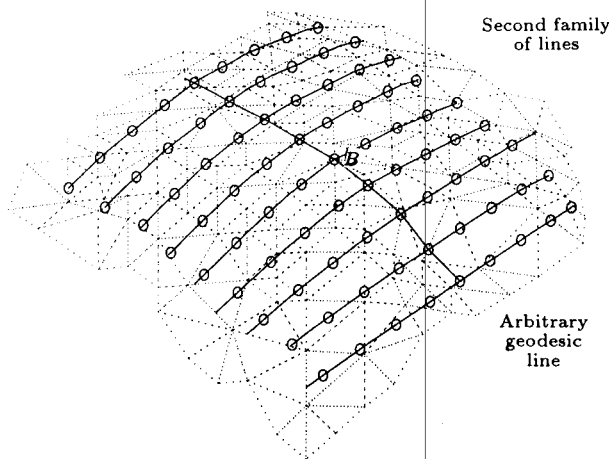 Second family
of lines
B
Arbitrary
geodesic
line